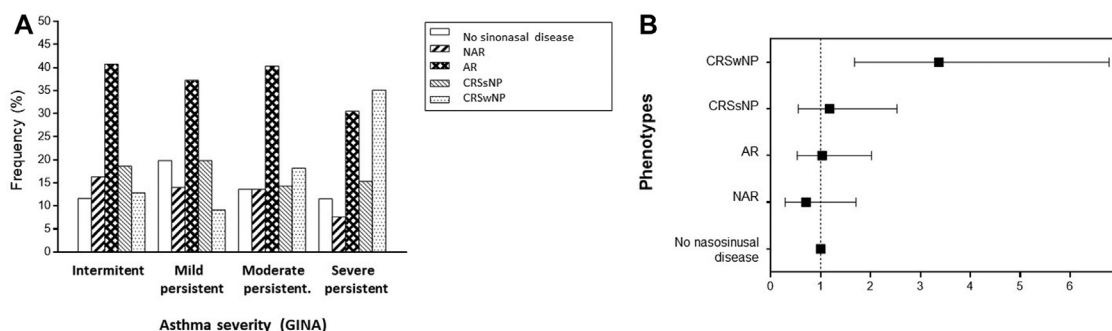 A
Frequency (%)
50
45
40
35
30
25
20
15
10
5
0
Intermitent
Mild
persistent
Moderate
persistent.
Severe
persistent
Asthma severity (GINA)
No sinonasal disease
NAR
AR
CRSsNP
CRSwNP
B
Phenotypes
CRSwNP
CRSsNP
AR
NAR
No nasosinusal
disease
0 1 2 3 4 5 6